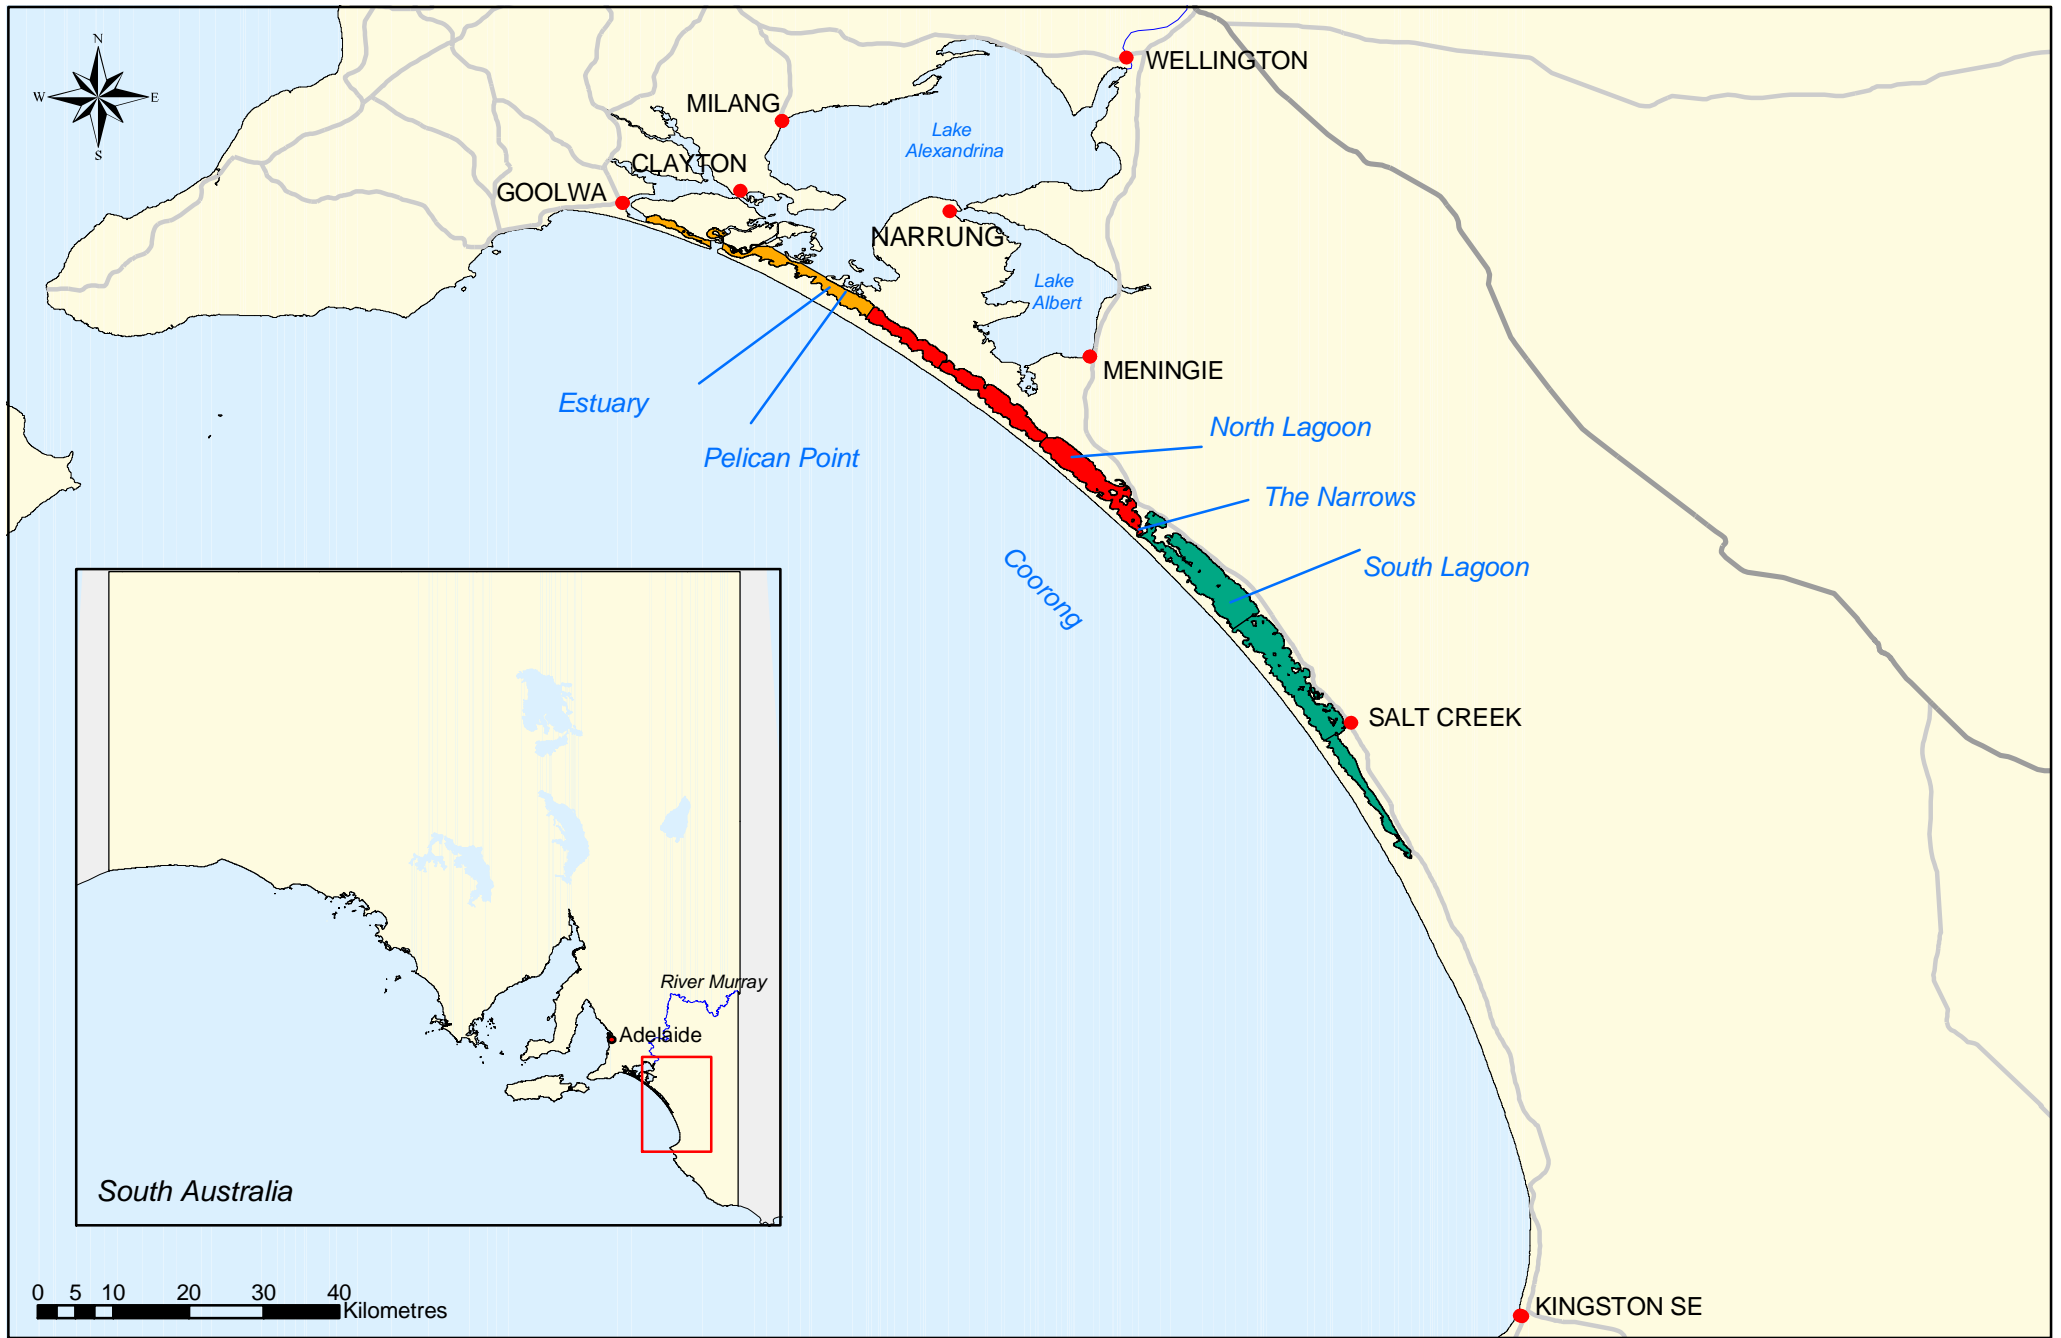 N
W
E
S
WELLINGTON
MILANG
Lake
Alexandrina
CLAYTON
GOOLWA
NARRUNG
Lake
Albert
MENINGIE
Estuary
North Lagoon
Pelican Point
The Narrows
Coorong
South Lagoon
SALT CREEK
River Murray
Adelaide
South Australia
0 5 10 20 30 40
Kilometres
KINGSTON SE